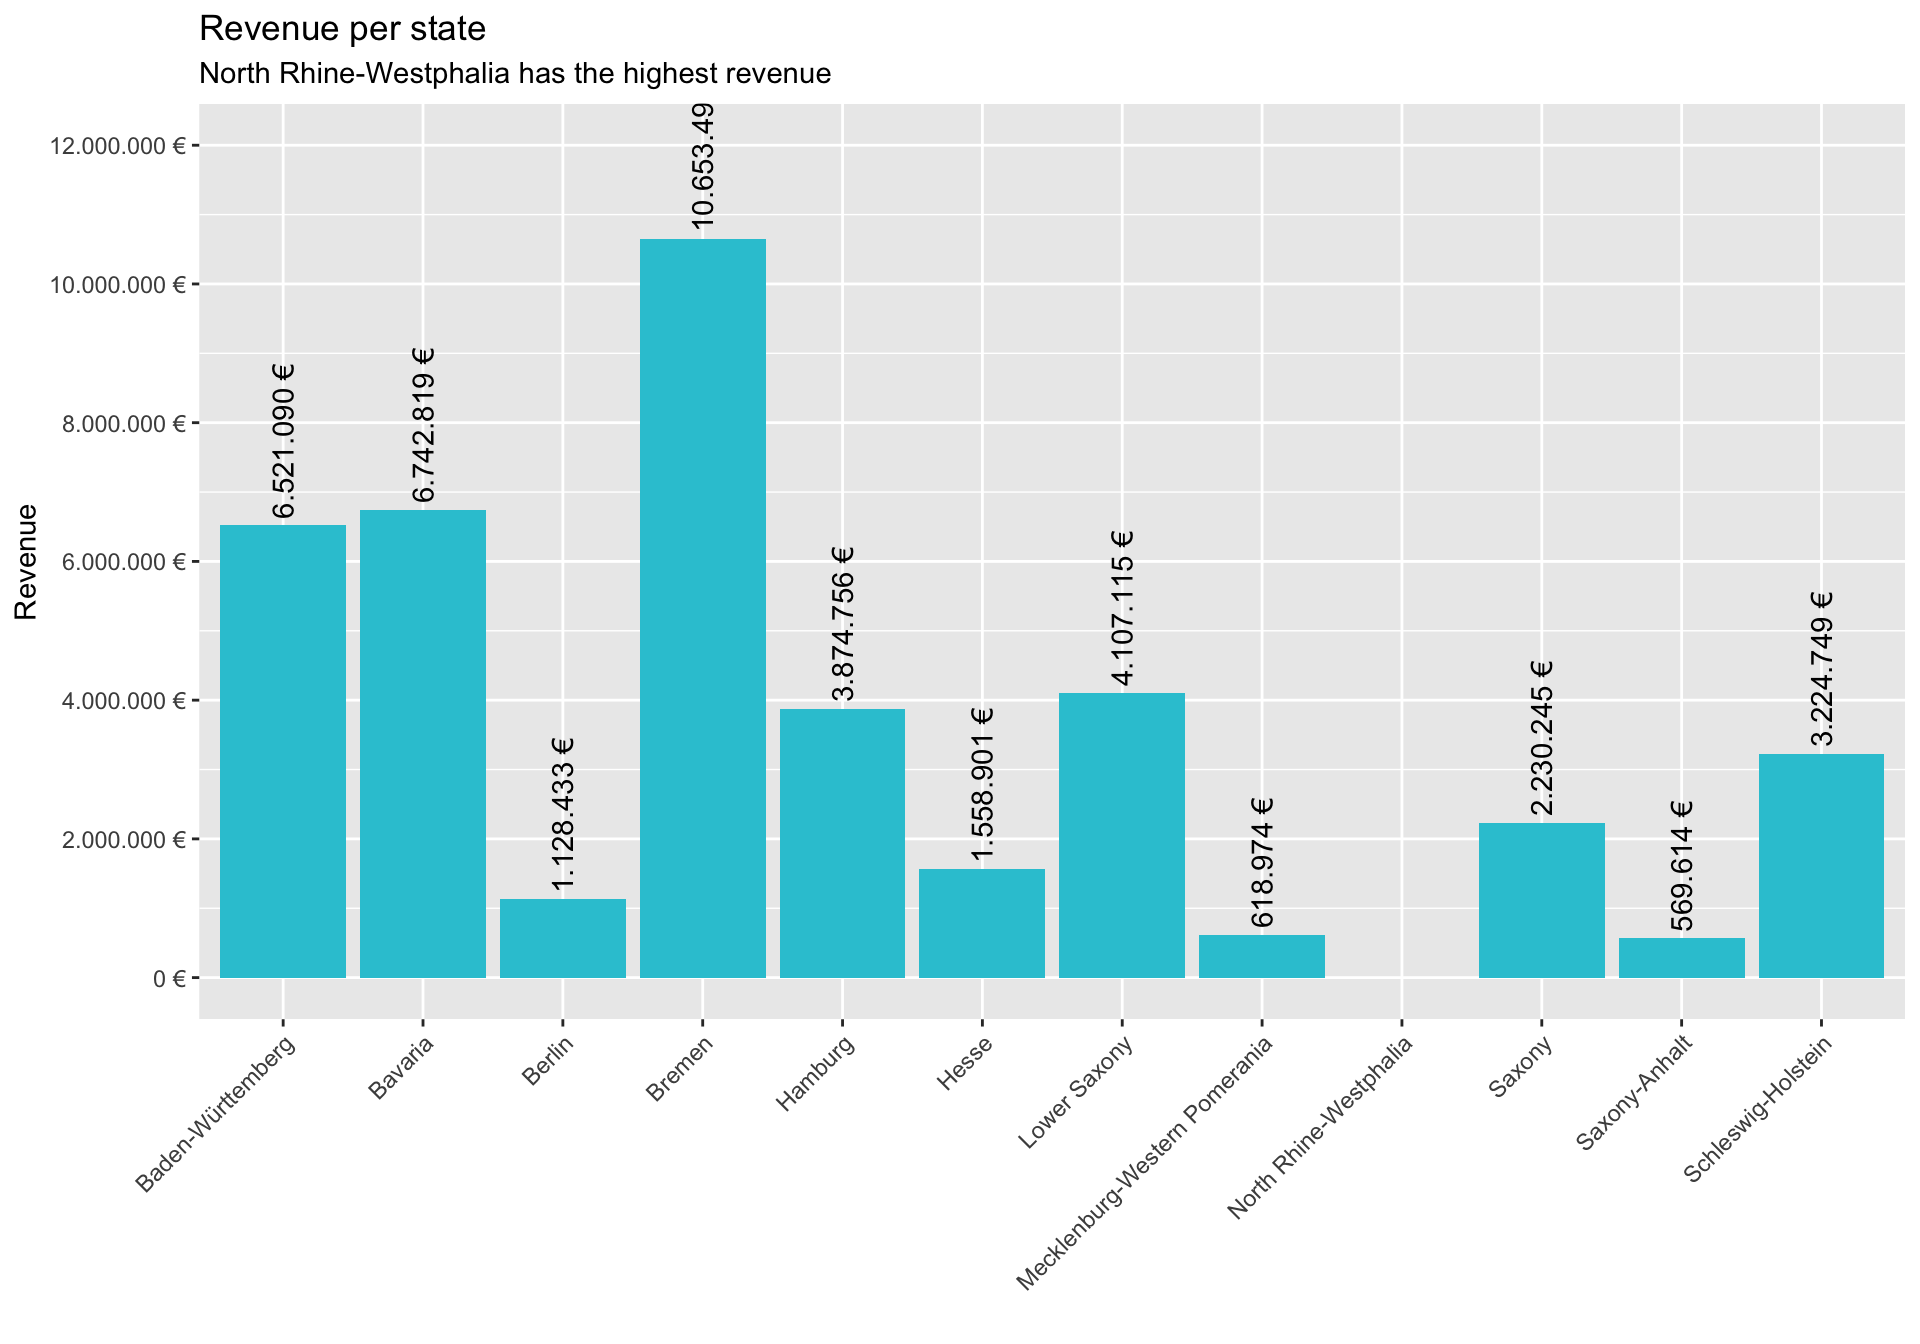 Revenue per state
North Rhine-Westphalia has the highest revenue
Revenue
12.000.000 €
10.000.000 €
8.000.000 €
6.000.000 €
4.000.000 €
2.000.000 €
0 €
6.521.090 €
6.742.819 €
1.128.433 €
10.653.49
3.874.756 €
1.558.901 €
4.107.115 €
618.974 €
2.230.245 €
569.614 €
3.224.749 €
Baden-Württemberg
Bavaria
Berlin
Bremen
Hamburg
Hesse
Lower Saxony
Mecklenburg-Western Pomerania
North Rhine-Westphalia
Saxony
Saxony-Anhalt
Schleswig-Holstein